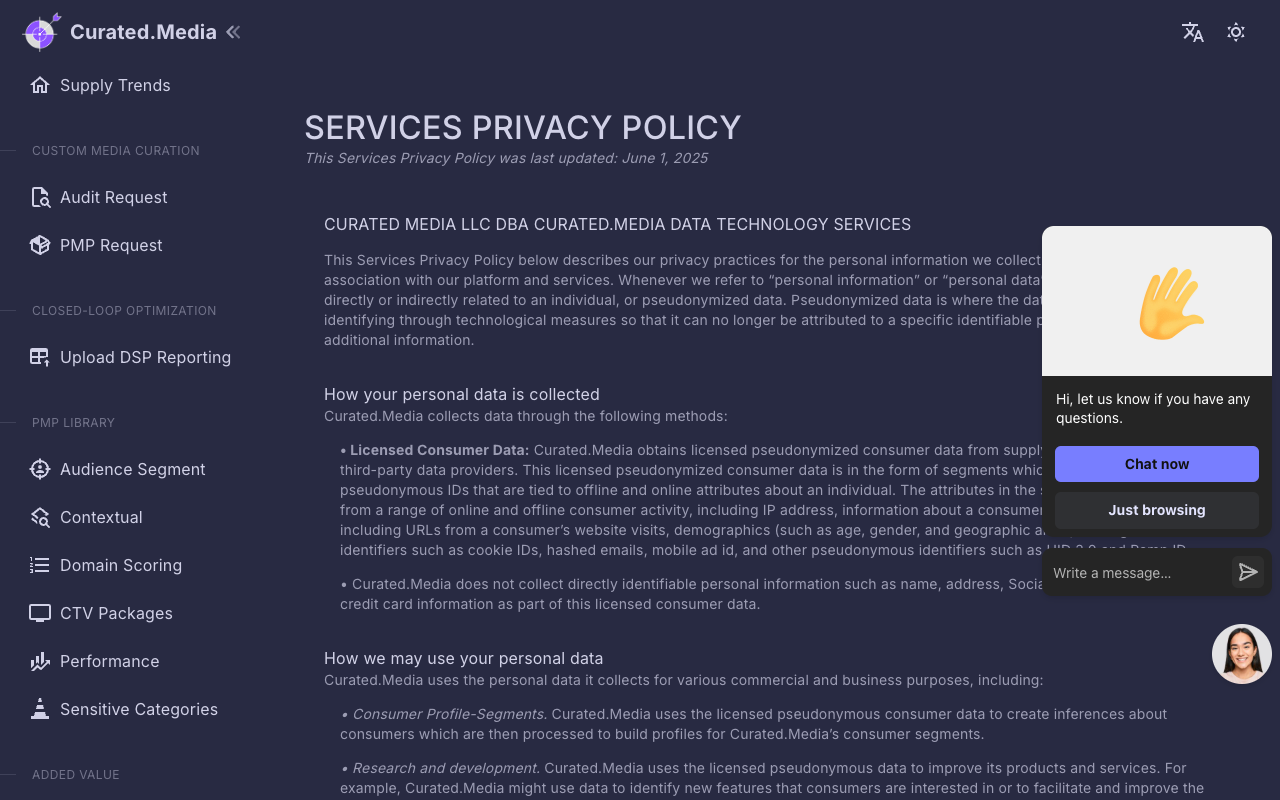 Curated.Media
Supply Trends
CUSTOM MEDIA CURATION
Audit Request
PMP Request
CLOSED-LOOP OPTIMIZATION
Upload DSP Reporting
PMP LIBRARY
Audience Segment
Contextual
Domain Scoring
CTV Packages
Performance
Sensitive Categories
ADDED VALUE
SERVICES PRIVACY POLICY
This Services Privacy Policy was last updated: June 1, 2025
CURATED MEDIA LLC DBA CURATED.MEDIA DATA TECHNOLOGY SERVICES
This Services Privacy Policy below describes our privacy practices for the personal information we collect
association with our platform and services. Whenever we refer to “personal information” or “personal data”
directly or indirectly related to an individual, or pseudonymized data. Pseudonymized data is where the
identifying through technological measures so that it can no longer be attributed to a specific identifiable
additional information.
How your personal data is collected
Curated.Media collects data through the following methods:
• Licensed Consumer Data: Curated.Media obtains licensed pseudonymized consumer data from
third-party data providers. This licensed pseudonymized consumer data is in the form of segments
pseudonymous IDs that are tied to offline and online attributes about an individual. The attributes in the
from a range of online and offline consumer activity, including IP address, information about a
including URLs from a consumer’s website visits, demographics (such as age, gender, and geographic
identifiers such as cookie IDs, hashed emails, mobile ad id, and other pseudonymous identifiers such as
• Curated.Media does not collect directly identifiable personal information such as name, address,
credit card information as part of this licensed consumer data.
How we may use your personal data
Curated.Media uses the personal data it collects for various commercial and business purposes, including:
• Consumer Profile-Segments. Curated.Media uses the licensed pseudonymous consumer data to create inferences about
consumers which are then processed to build profiles for Curated.Media’s consumer segments.
• Research and development. Curated.Media uses the licensed pseudonymous data to improve its products and services. For
example, Curated.Media might use data to identify new features that consumers are interested in or to facilitate and improve the
Hi, let us know if you have any
questions.
Chat now
Just browsing
Write a message...